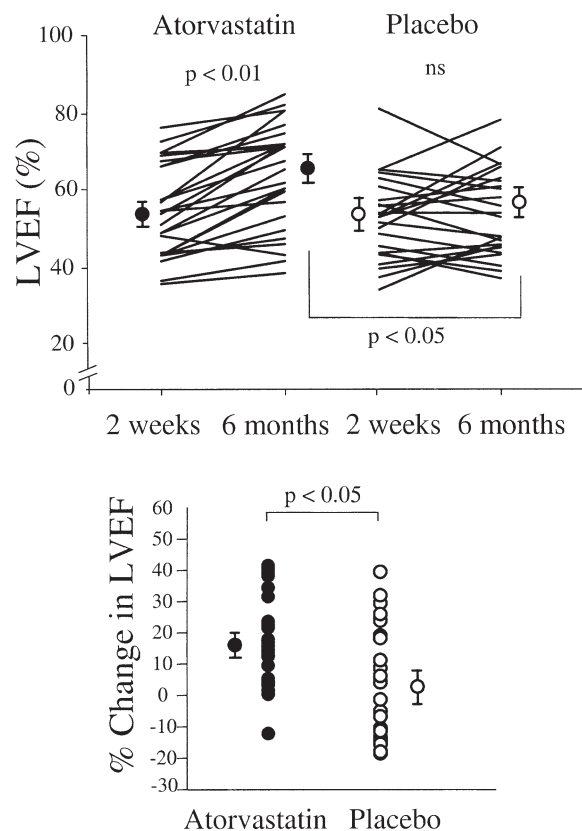 Atorvastatin Placebo
p < 0.01 ns
LVEF (%)
100
80
60
40
20
0
p < 0.05
2 weeks 6 months 2 weeks 6 months
% Change in LVEF
p < 0.05
60
50
40
30
20
10
0
-10
-20
-30
Atorvastatin Placebo